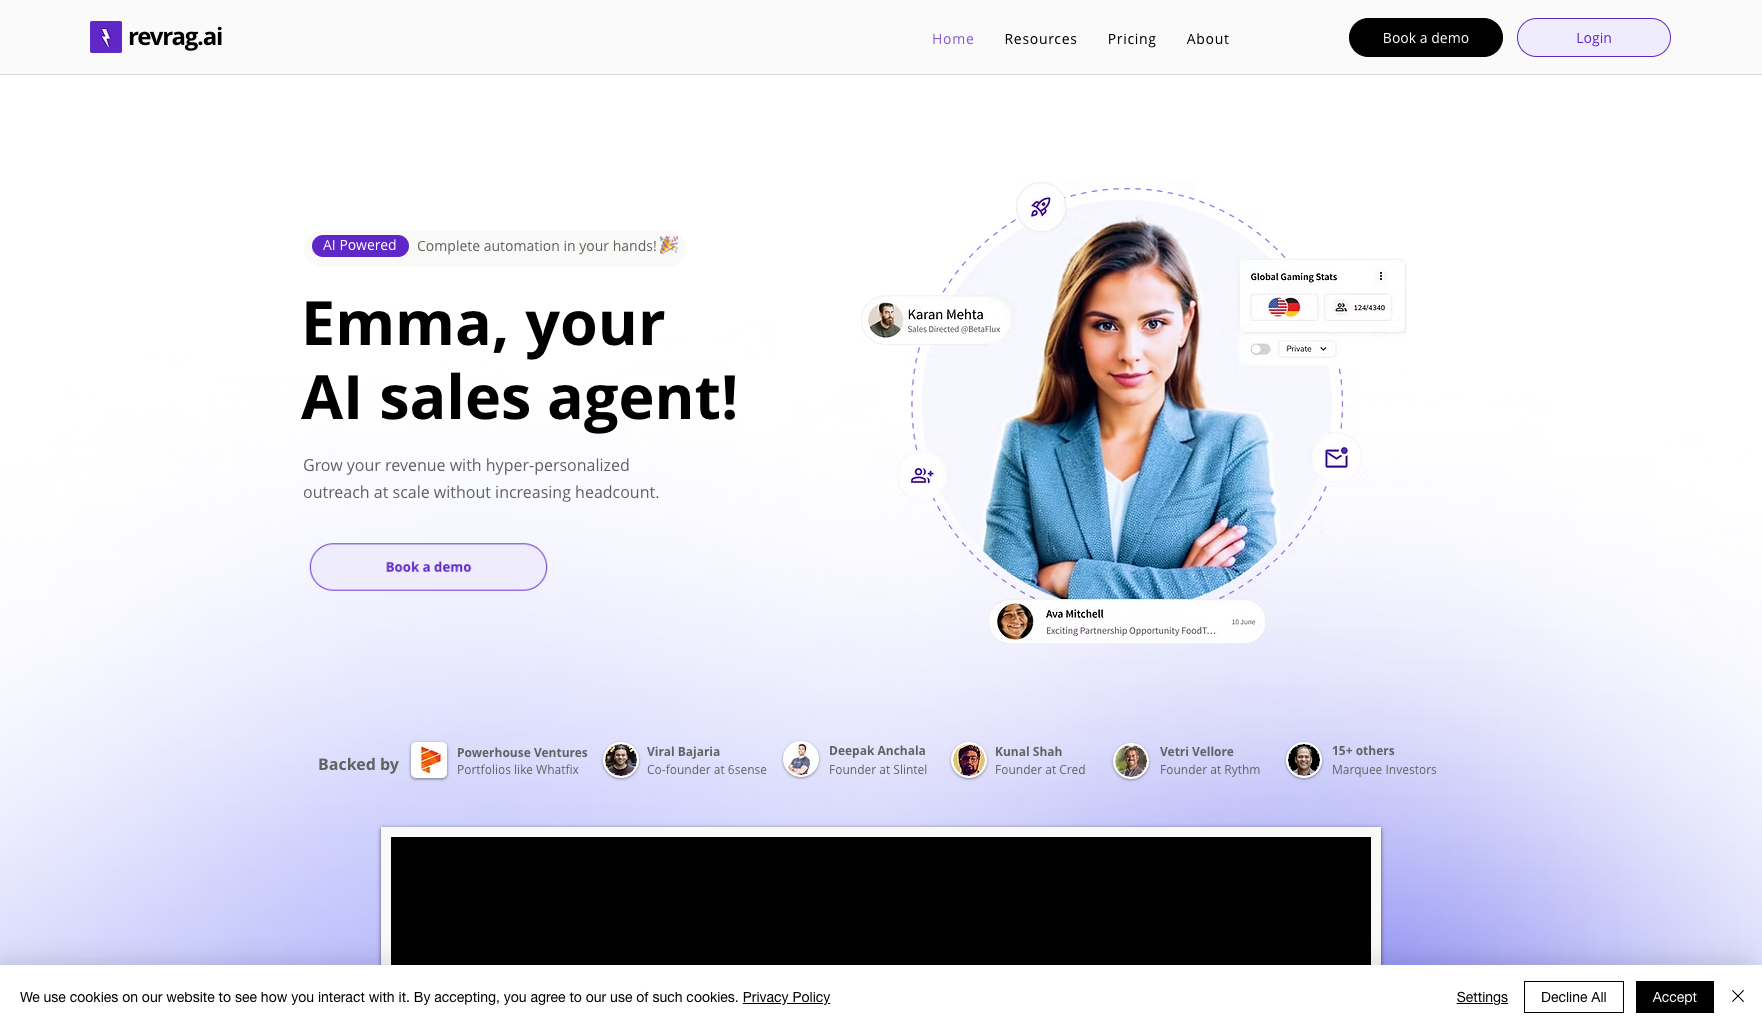 revrag.ai
Home
Resources
Pricing
About
Book a demo
Login
AI Powered
Complete automation in your hands!🎉
Emma, your
AI sales agent!
Grow your revenue with hyper-personalized
outreach at scale without increasing headcount.
Book a demo
Karan Mehta
Sales Directed @BetaFlux
Global Gaming Stats
124/4340
Private
Ava Mitchell
Exciting Partnership Opportunity FoodT...
10 June
Backed by
Powerhouse Ventures
Portfolios like Whatfix
Viral Bajaria
Co-founder at 6sense
Deepak Anchala
Founder at Slintel
Kunal Shah
Founder at Cred
Vetri Vellore
Founder at Rythm
15+ others
Marquee Investors
We use cookies on our website to see how you interact with it. By accepting, you agree to our use of such cookies. Privacy Policy
Settings
Decline All
Accept